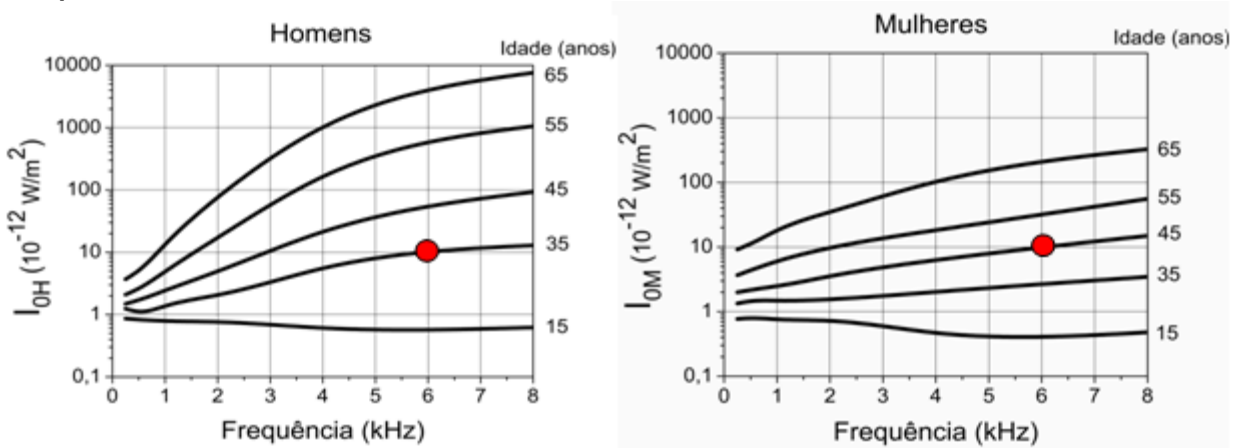 Homens
Idade (anos)
10000
1000
100
10
1
0,1
I0H (10-12 W/m2)
65
55
45
35
15
0 1 2 3 4 5 6 7 8
Frequência (kHz)
Mulheres
Idade (anos)
10000
1000
100
10
1
0,1
I0M (10-12 W/m2)
65
55
45
35
15
0 1 2 3 4 5 6 7 8
Frequência (kHz)